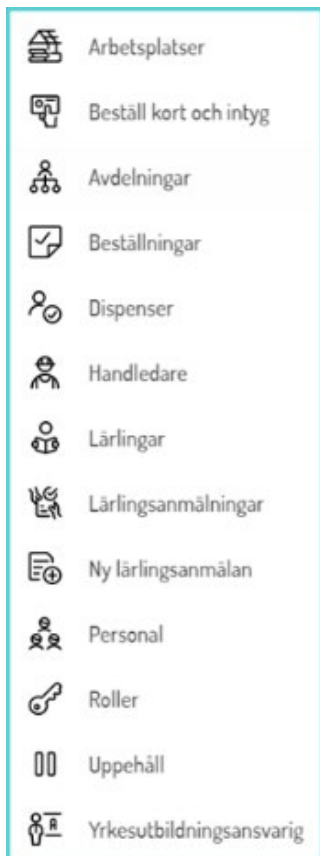 Arbetsplatser
Beställ kort och intyg
Avdelningar
Beställningar
Dispenser
Handledare
Lärlingar
Lärlingsanmälningar
Ny lärlingsanmälan
Personal
Roller
Uppehåll
Yrkesutbildningsansvarig